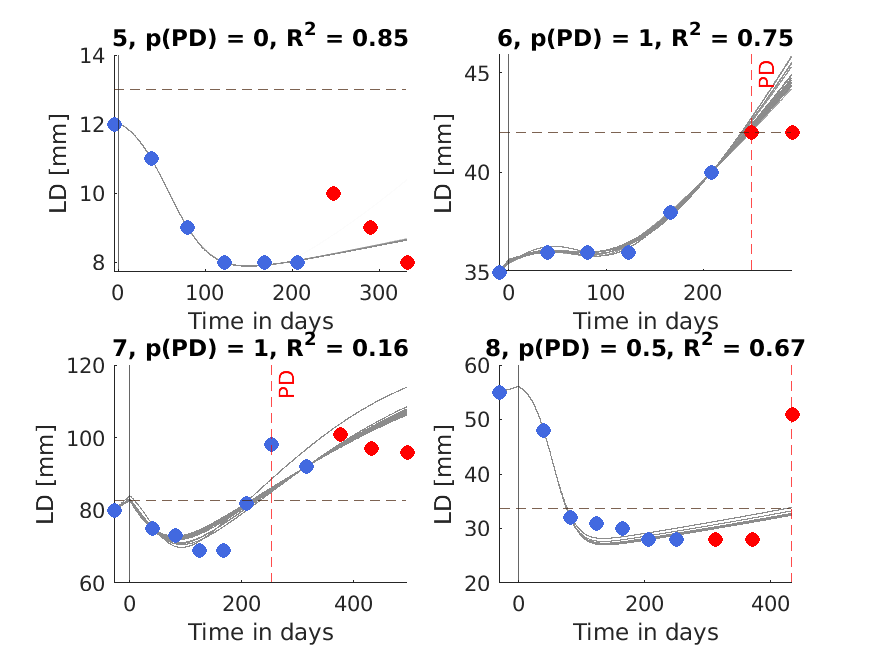 5, p(PD) = 0, R² = 0.85
14
12
10
8
LD [mm]
0
100
200
300
Time in days
6, p(PD) = 1, R² = 0.75
PD
45
40
35
LD [mm]
0
100
200
Time in days
7, p(PD) = 1, R² = 0.16
PD
120
100
80
60
LD [mm]
0
200
400
Time in days
8, p(PD) = 0.5, R² = 0.67
60
50
40
30
20
LD [mm]
0
200
400
Time in days